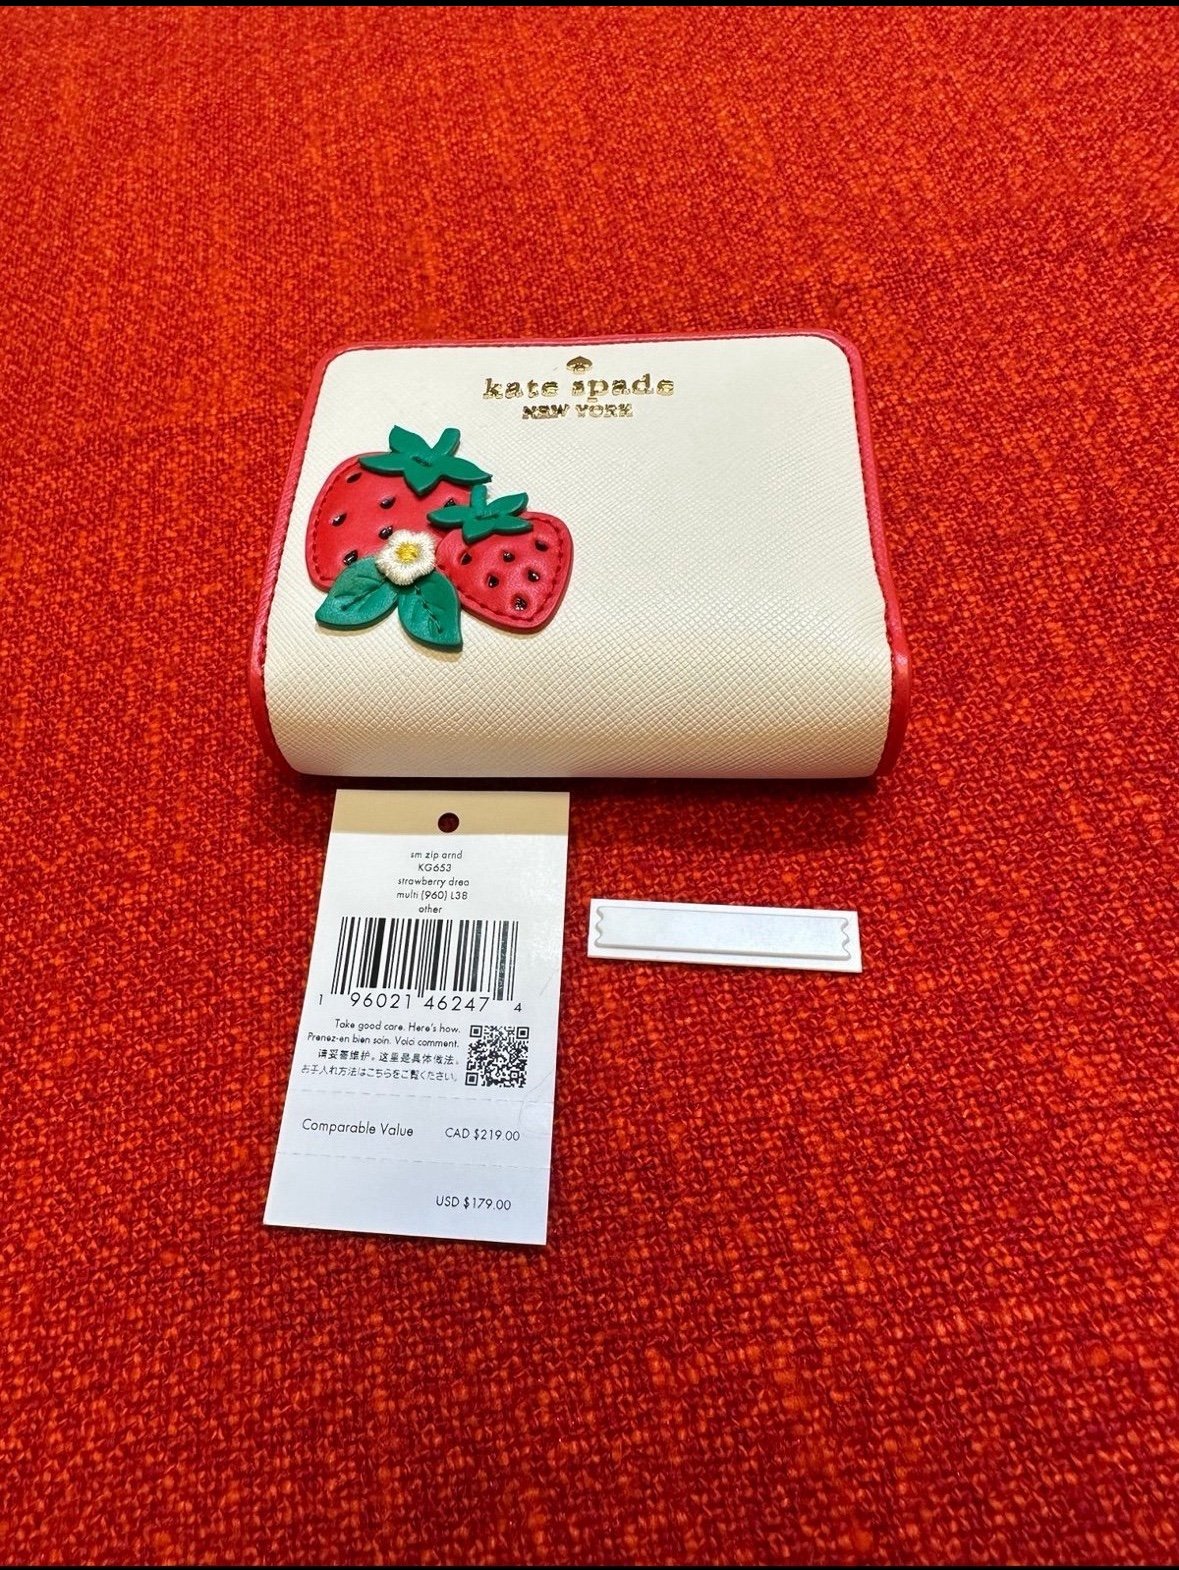 kate spade
NEW YORK
sm zip arnd
KG653
strawberry drea
multi (960) L3B
other
1 96021 46247 4
Take good care. Here's how.
Prenez-en bien soin. Voici comment.
请妥善维护。这里是具体做法。
お手入れ方法はこちらをご覧ください。
Comparable Value CAD $219.00
USD $179.00